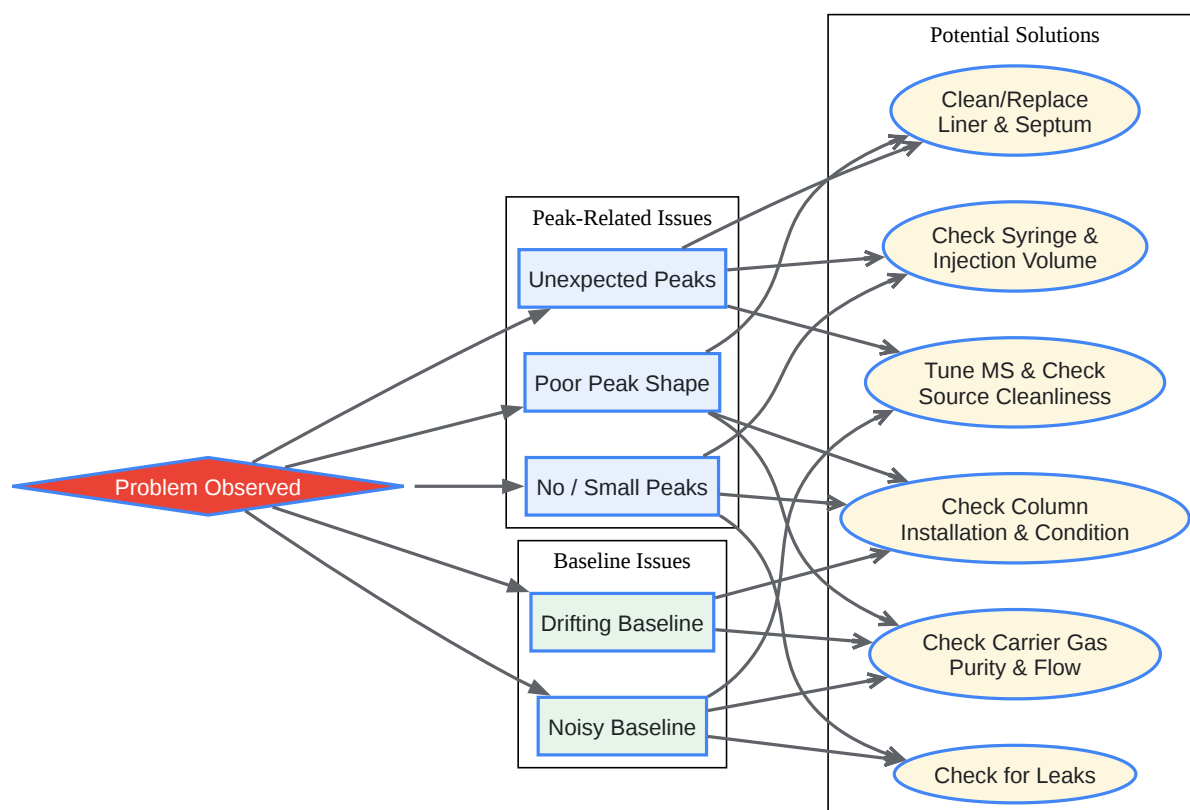 Problem Observed
Peak-Related Issues
Unexpected Peaks
Poor Peak Shape
No / Small Peaks
Baseline Issues
Drifting Baseline
Noisy Baseline
Potential Solutions
Clean/Replace
Liner & Septum
Check Syringe &
Injection Volume
Tune MS & Check
Source Cleanliness
Check Column
Installation & Condition
Check Carrier Gas
Purity & Flow
Check for Leaks